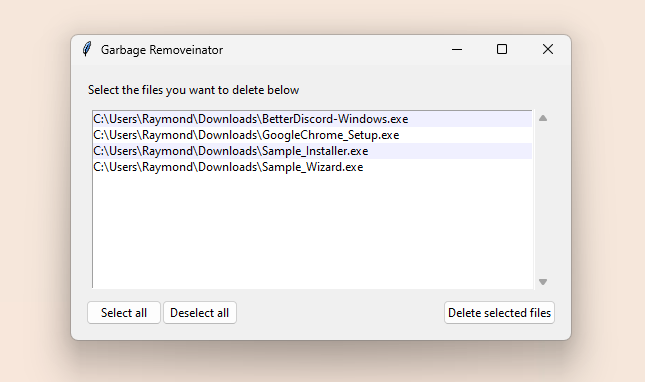 Garbage Removeinator
Select the files you want to delete below
C:\Users\Raymond\Downloads\BetterDiscord-Windows.exe
C:\Users\Raymond\Downloads\GoogleChrome_Setup.exe
C:\Users\Raymond\Downloads\Sample_Installer.exe
C:\Users\Raymond\Downloads\Sample_Wizard.exe
Select all Deselect all Delete selected files